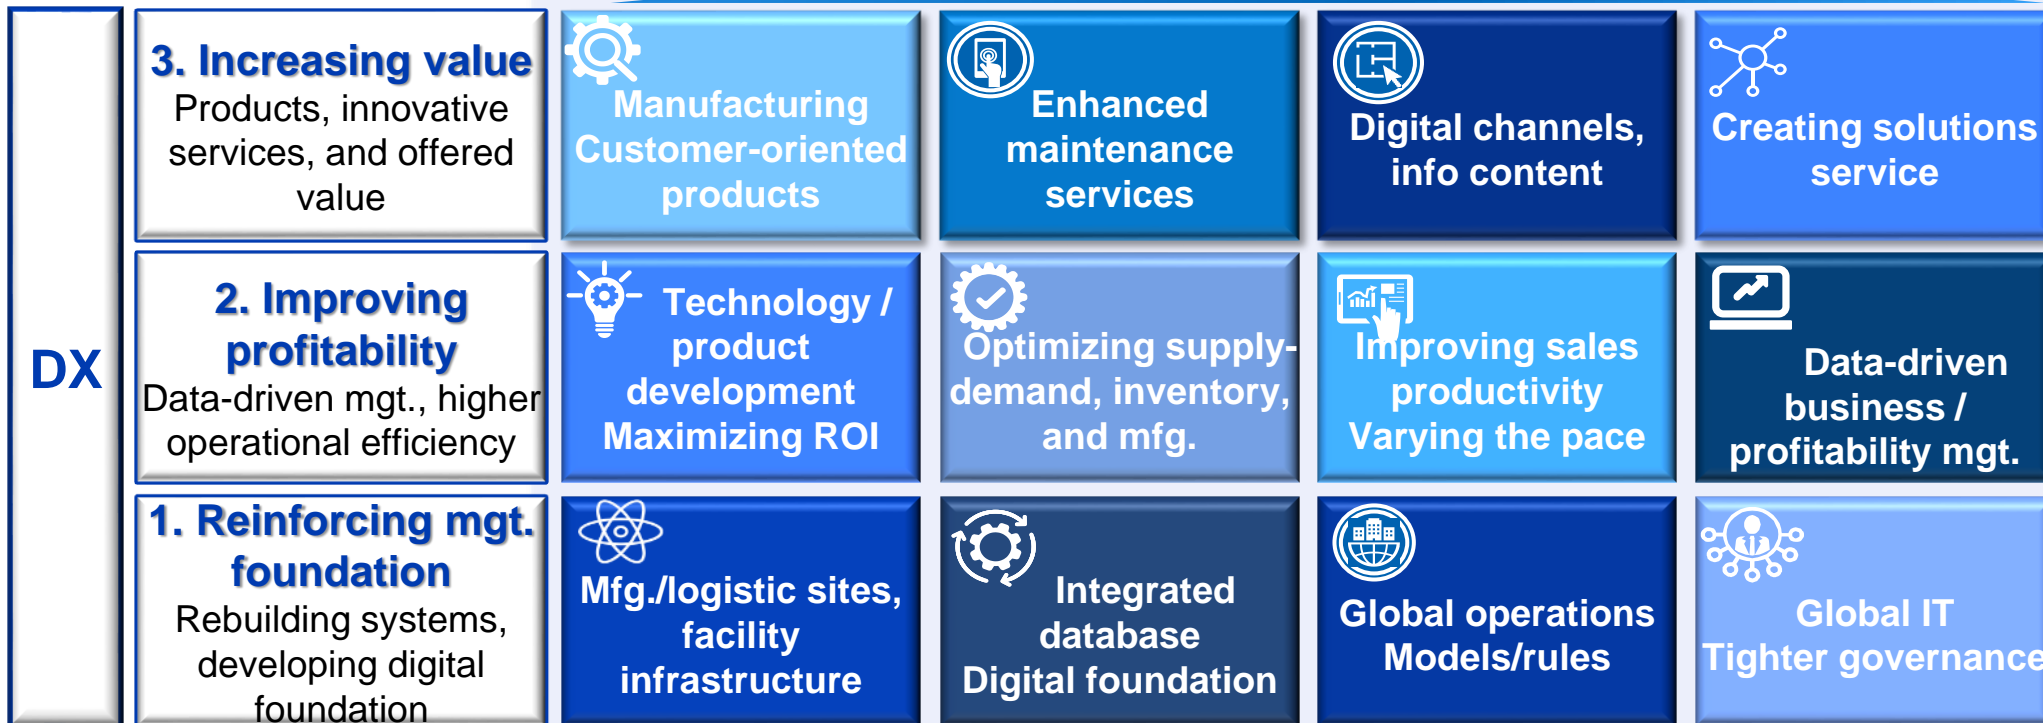 DX
3. Increasing value
Products, innovative
services, and offered
value
Manufacturing
Customer-oriented
products
Enhanced
maintenance
services
Digital channels,
info content
Creating solutions
service
2. Improving
profitability
Data-driven mgt., higher
operational efficiency
Technology /
product
development
Maximizing ROI
Optimizing supply-
demand, inventory,
and mfg.
Improving sales
productivity
Varying the pace
Data-driven
business /
profitability mgt.
1. Reinforcing mgt.
foundation
Rebuilding systems,
developing digital
foundation
Mfg./logistic sites,
facility
infrastructure
Integrated
database
Digital foundation
Global operations
Models/rules
Global IT
Tighter governance